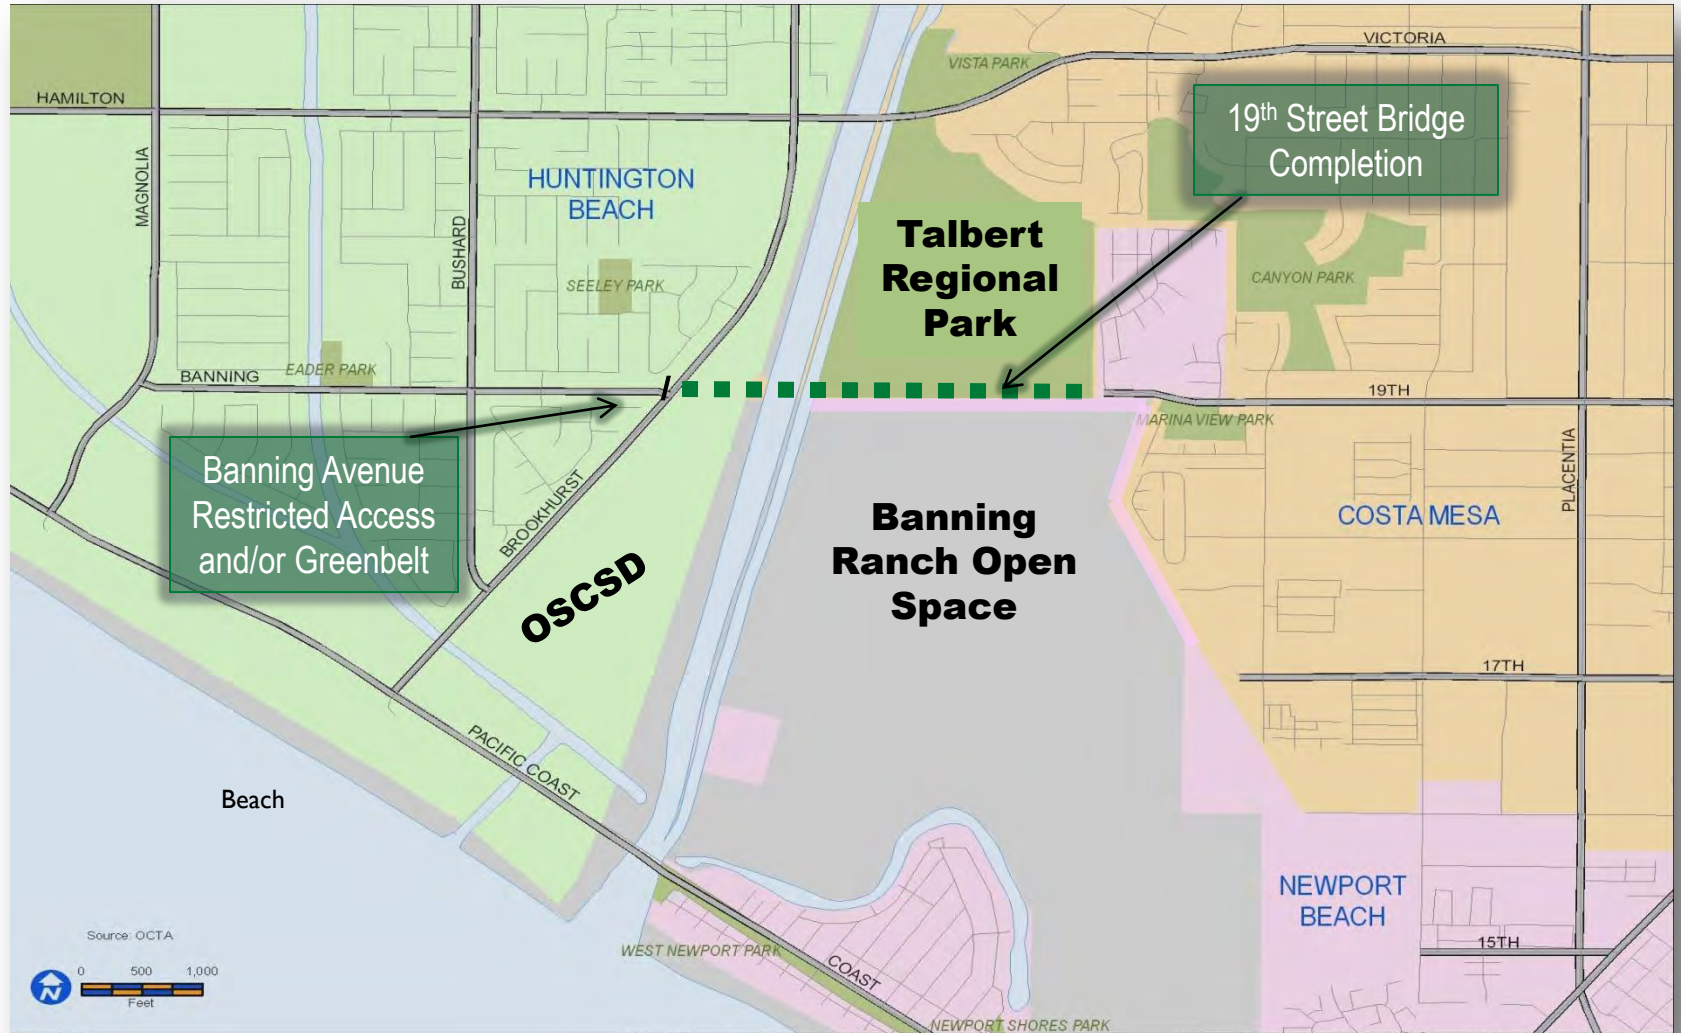 VICTORIA
VISTA PARK
HAMILTON
19th Street Bridge
Completion
MAGNOLIA
HUNTINGTON
BEACH
BUSHARD
Talbert
Regional
Park
SEELEY PARK
CANYON PARK
EADER PARK
BANNING
19TH
MARINA VIEW PARK
PLACENTIA
Banning Avenue
Restricted Access
and/or Greenbelt
BROOKHURST
Banning
Ranch Open
Space
COSTA MESA
OSCSD
17TH
PACIFIC COAST
Beach
NEWPORT
BEACH
15TH
Source: OCTA
WEST NEWPORT PARK
COAST
N
0 500 1,000
Feet
NEWPORT SHORES PARK